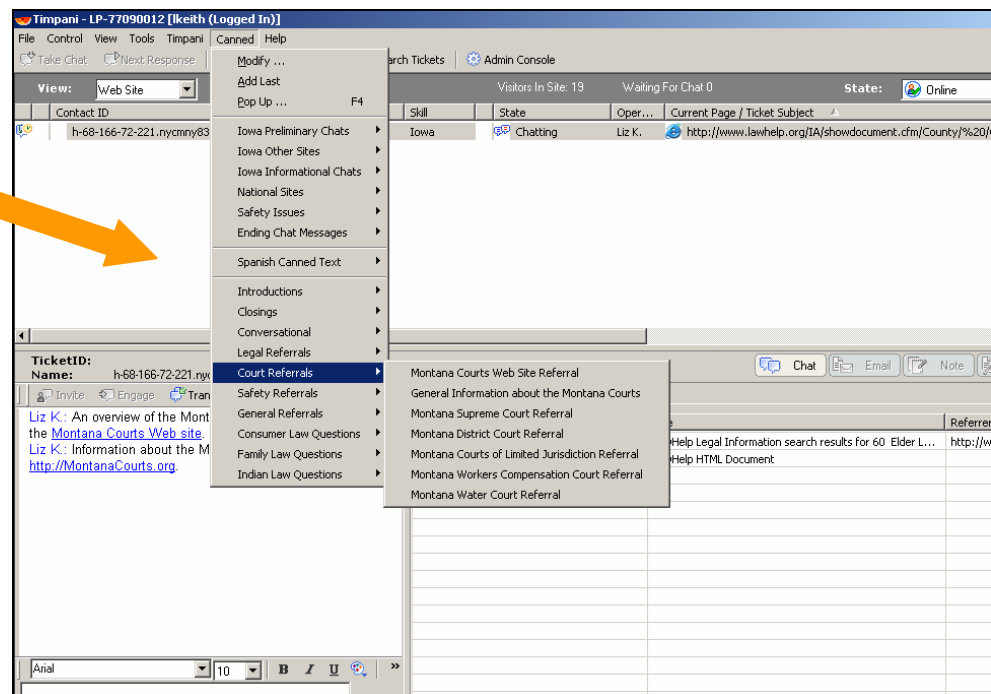 Timpani - LP-77090012 [lkeith (Logged In)]
File Control View Tools Timpani Canned Help
Take Chat Next Response Tickets Admin Console
View: Web Site Visitors In Site: 19 Waiting For Chat 0 State: Online
Contact ID Skill State Oper... Current Page / Ticket Subject
h-68-166-72-221.nycmny83 Iowa Chatting Liz K. http://www.lawhelp.org/IA/showdocument.cfm/County/%20/
Modify ...
Add Last
Pop Up ... F4
Iowa Preliminary Chats
Iowa Other Sites
Iowa Informational Chats
National Sites
Safety Issues
Ending Chat Messages
Spanish Canned Text
Introductions
Closings
Conversational
Legal Referrals
Court Referrals
Safety Referrals
General Referrals
Consumer Law Questions
Family Law Questions
Indian Law Questions
Montana Courts Web Site Referral
General Information about the Montana Courts
Montana Supreme Court Referral
Montana District Court Referral
Montana Courts of Limited Jurisdiction Referral
Montana Workers Compensation Court Referral
Montana Water Court Referral
TicketID:
Name: h-68-166-72-221.nyc
Chat Email Note
Invite Engage Tran
Liz K.: An overview of the Mont
the Montana Courts Web site.
Liz K.: Information about the M
http://MontanaCourts.org.
Referrer
Help Legal Information search results for 60 Elder L... http://w
Help HTML Document
Arial 10 B I U »